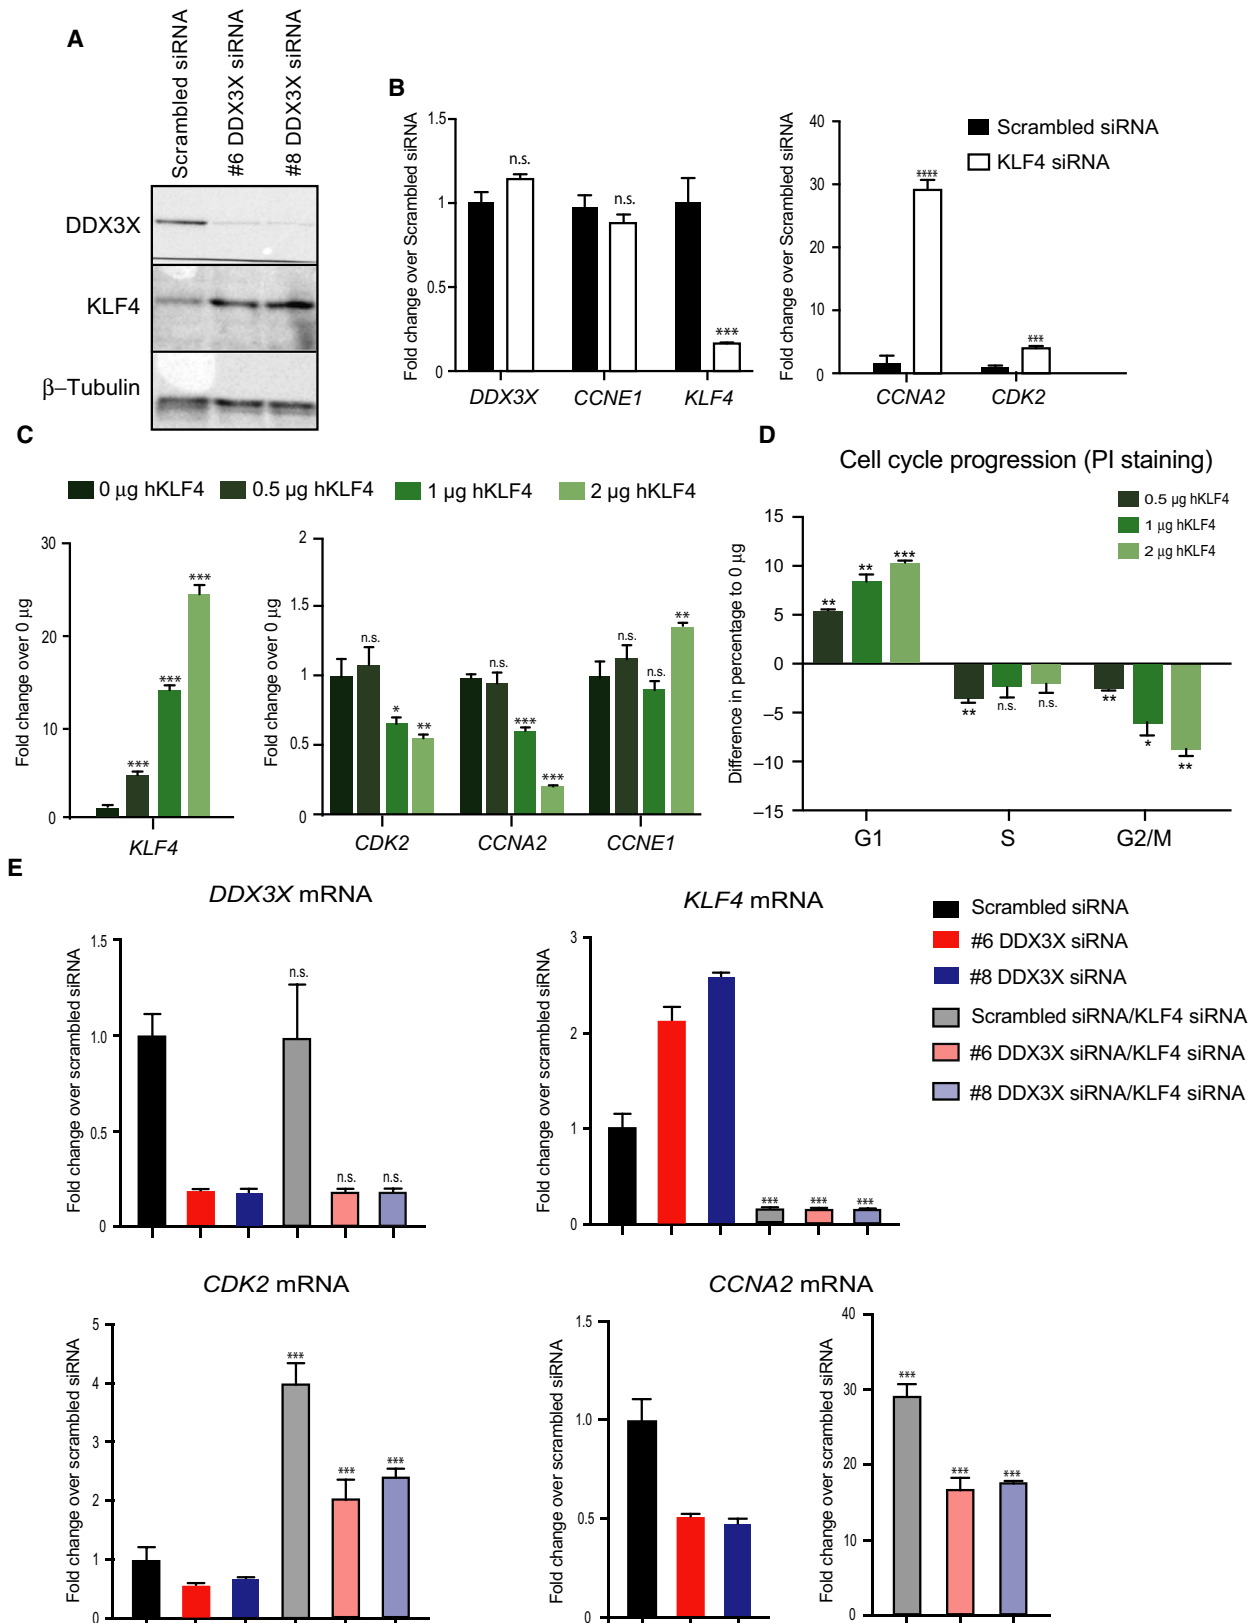 A
Scrambled siRNA
#6 DDX3X siRNA
#8 DDX3X siRNA
DDX3X
KLF4
β–Tubulin
B
Fold change over Scrambled siRNA
1.5
1
0.5
0
n.s.
n.s.
***
DDX3X
CCNE1
KLF4
Fold change over Scrambled siRNA
40
30
20
10
0
****
***
CCNA2
CDK2
Scrambled siRNA
KLF4 siRNA
C
0 µg hKLF4
0.5 µg hKLF4
1 µg hKLF4
2 µg hKLF4
Fold change over 0 µg
30
20
10
0
***
***
***
KLF4
Fold change over 0 µg
2
1.5
1
0.5
0
n.s.
*
**
n.s.
***
***
n.s.
n.s.
**
CDK2
CCNA2
CCNE1
D
Cell cycle progression (PI staining)
0.5 µg hKLF4
1 µg hKLF4
2 µg hKLF4
Difference in percentage to 0 µg
15
10
5
0
–5
–10
–15
**
**
***
**
n.s.
n.s.
**
*
**
G1
S
G2/M
E
DDX3X mRNA
Fold change over scrambled siRNA
1.5
1.0
0.5
0
n.s.
n.s.
n.s.
KLF4 mRNA
Fold change over scrambled siRNA
3
2
1
0
***
***
***
Scrambled siRNA
#6 DDX3X siRNA
#8 DDX3X siRNA
Scrambled siRNA/KLF4 siRNA
#6 DDX3X siRNA/KLF4 siRNA
#8 DDX3X siRNA/KLF4 siRNA
CDK2 mRNA
Fold change over scrambled siRNA
5
4
3
2
1
0
***
***
***
CCNA2 mRNA
Fold change over scrambled siRNA
1.5
1.0
0.5
0
Fold change over scrambled siRNA
40
30
20
10
0
***
***
***